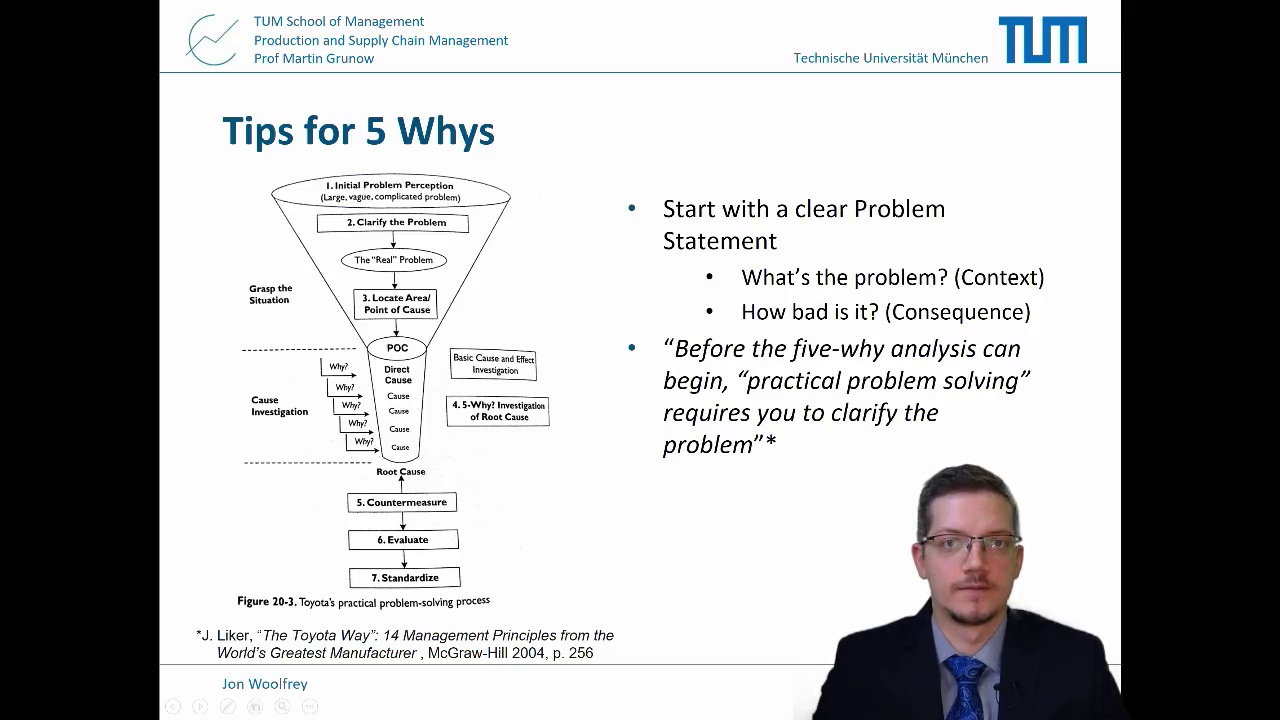 TUM School of Management
Production and Supply Chain Management
Prof Martin Grunow
Technische Universität München
TUM
Tips for 5 Whys
1. Initial Problem Perception
(Large, vague, complicated problem)
2. Clarify the Problem
The "Real" Problem
Grasp the
Situation
3. Locate Area/
Point of Cause
POC
Direct
Cause
Cause
Cause
Cause
Cause
Why?
Why?
Why?
Why?
Why?
Cause
Investigation
Basic Cause and Effect
Investigation
4. 5-Why? Investigation
of Root Cause
Root Cause
5. Countermeasure
6. Evaluate
7. Standardize
Figure 20-3. Toyota's practical problem-solving process
• Start with a clear Problem
Statement
• What's the problem? (Context)
• How bad is it? (Consequence)
• "Before the five-why analysis can
begin, "practical problem solving"
requires you to clarify the
problem"*
*J. Liker, "The Toyota Way": 14 Management Principles from the
World's Greatest Manufacturer , McGraw-Hill 2004, p. 256
Jon Woolfrey